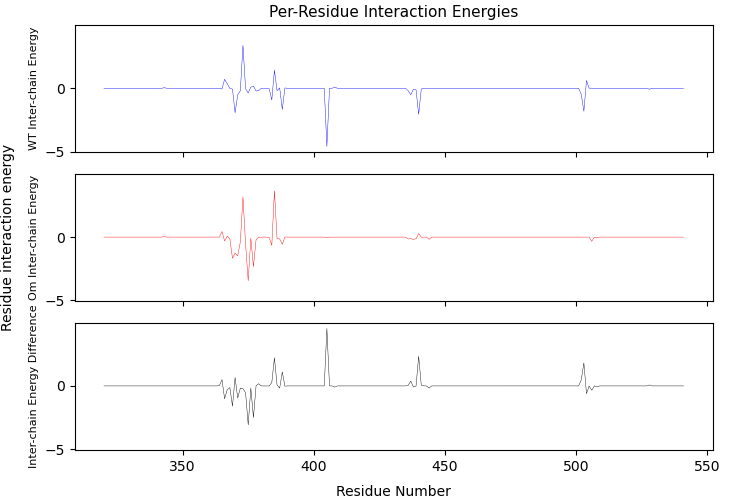 Per-Residue Interaction Energies
Residue interaction energy
WT Inter-chain Energy
0
−5
Om Inter-chain Energy
0
−5
Inter-chain Energy Difference
0
−5
350
400
450
500
550
Residue Number